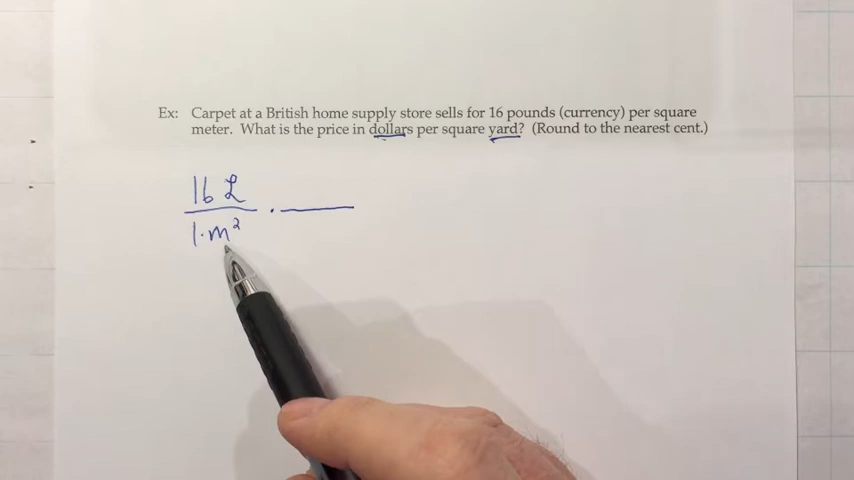 Ex: Carpet at a British home supply store sells for 16 pounds (currency) per square
meter. What is the price in dollars per square yard? (Round to the nearest cent.)
16 £
1·m² ·